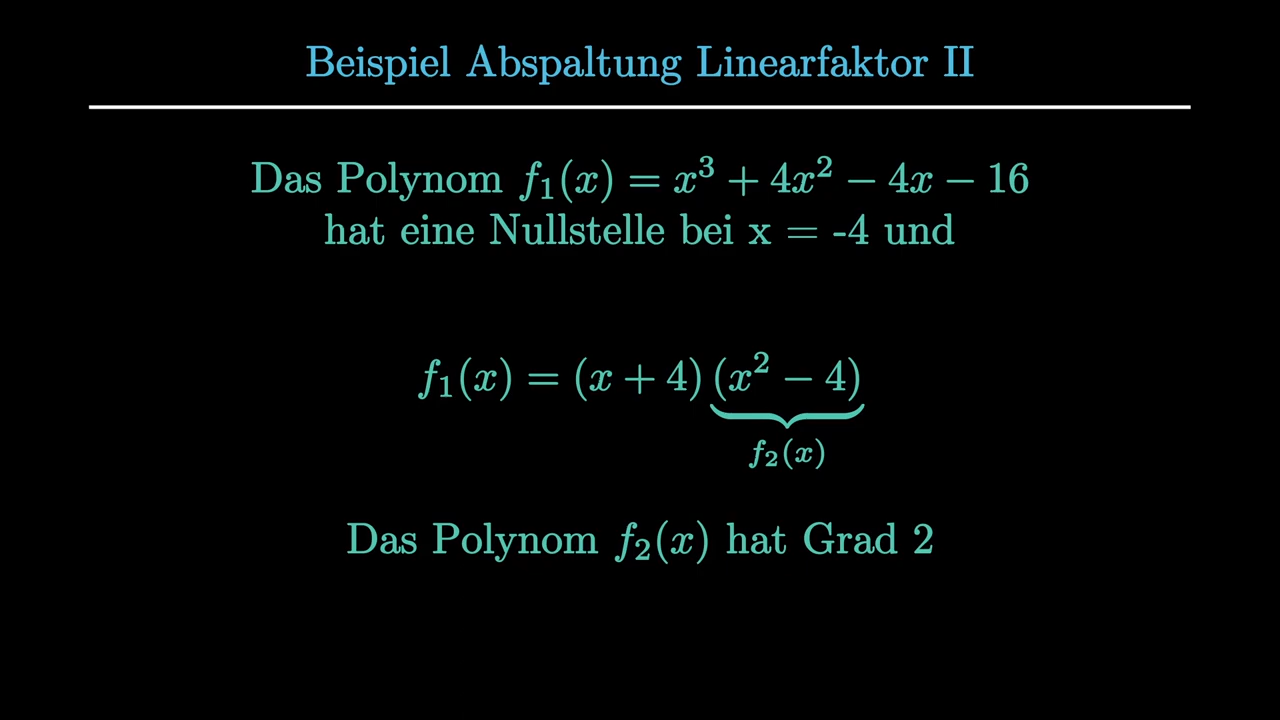 Beispiel Abspaltung Linearfaktor II
Das Polynom f₁(x) = x³ + 4x² − 4x − 16
hat eine Nullstelle bei x = -4 und
f₁(x) = (x + 4) (x² − 4)
f₂(x)
Das Polynom f₂(x) hat Grad 2